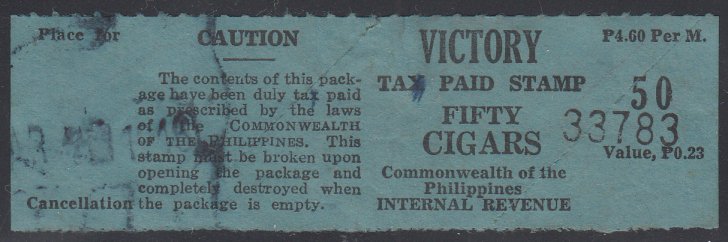 Place for
Cancellation
CAUTION
The contents of this pack-
age have been duly tax paid
as prescribed by the laws
of the COMMONWEALTH
OF THE PHILIPPINES. This
stamp must be broken upon
opening the package and
completely destroyed when
the package is empty.
VICTORY
TAX PAID STAMP
FIFTY
CIGARS
Commonwealth of the
Philippines
INTERNAL REVENUE
P4.60 Per M.
50
33783
Value, P0.23